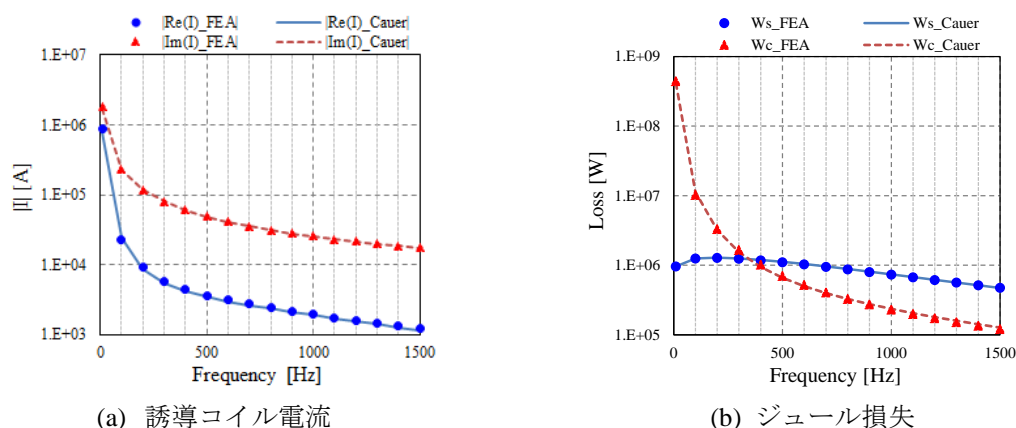 |Re(I)_FEA| |Re(I)_Cauer|
|Im(I)_FEA| |Im(I)_Cauer|
1.E+07
1.E+06
1.E+05
1.E+04
1.E+03
|I| [A]
0 500 1000 1500
Frequency [Hz]
(a) 誘導コイル電流
Ws_FEA Ws_Cauer
Wc_FEA Wc_Cauer
1.E+09
1.E+08
1.E+07
1.E+06
1.E+05
Loss [W]
0 500 1000 1500
Frequency [Hz]
(b) ジュール損失